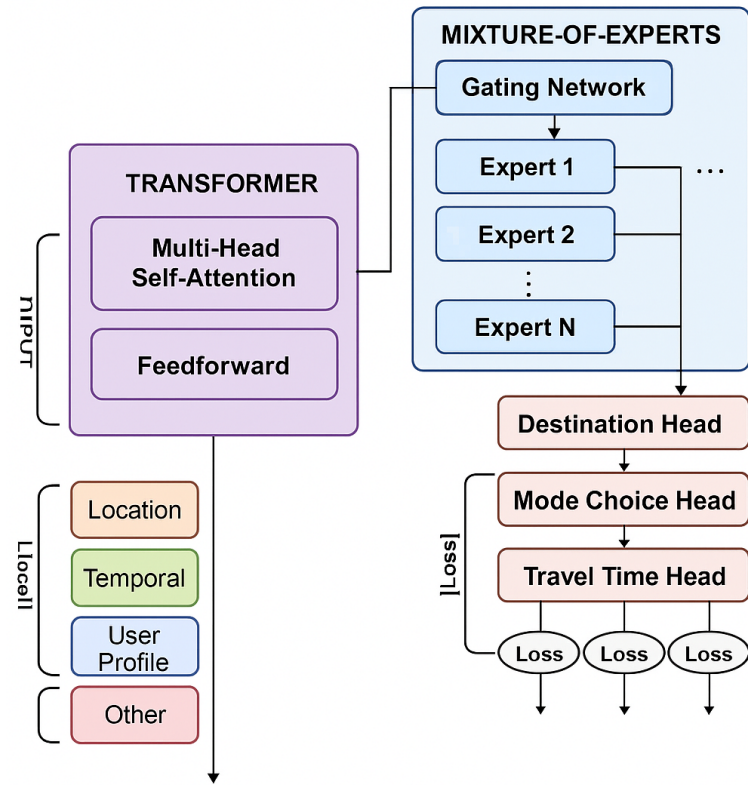 MIXTURE-OF-EXPERTS
Gating Network
Expert 1
...
Expert 2
Expert N
TRANSFORMER
Multi-Head
Self-Attention
Feedforward
Destination Head
Mode Choice Head
Travel Time Head
Loss Loss Loss
Location
Temporal
User
Profile
Other